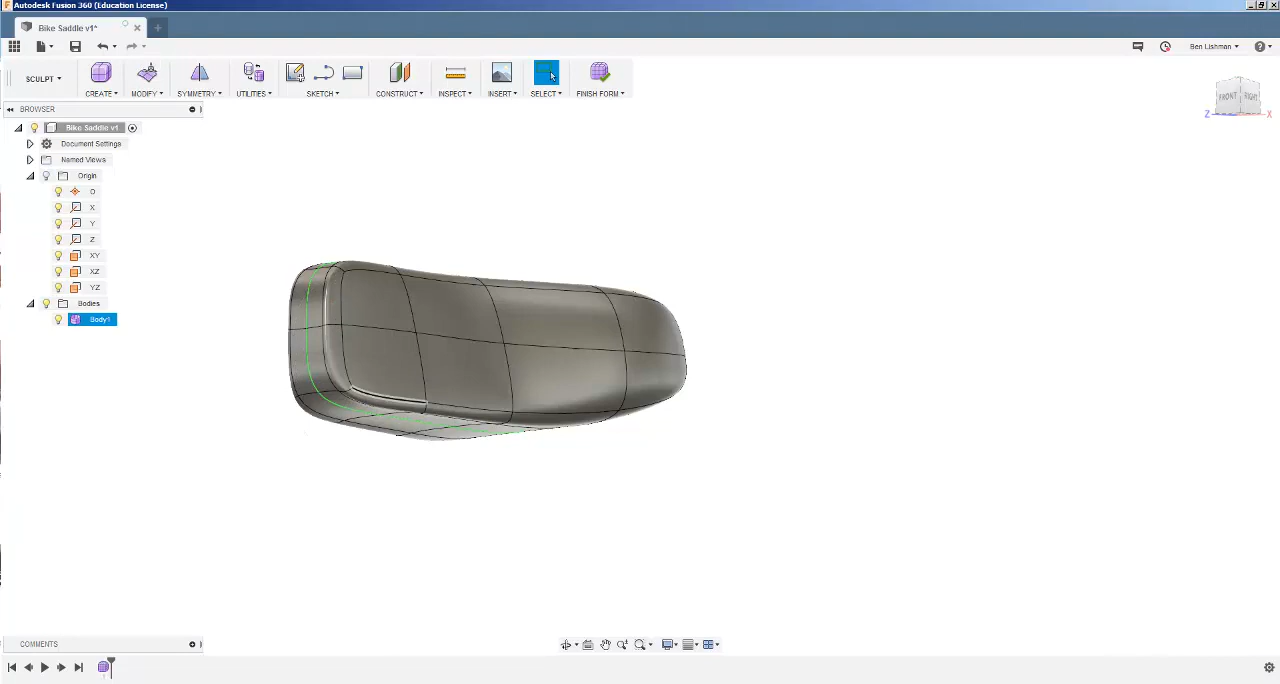 Autodesk Fusion 360 (Education License)
Bike Saddle v1*
Ben Lishman
SCULPT
CREATE
MODIFY
SYMMETRY
UTILITIES
SKETCH
CONSTRUCT
INSPECT
INSERT
SELECT
FINISH FORM
BROWSER
Bike Saddle v1
Document Settings
Named Views
Origin
O
X
Y
Z
XY
XZ
YZ
Bodies
Body1
FRONT
RIGHT
Z
X
COMMENTS